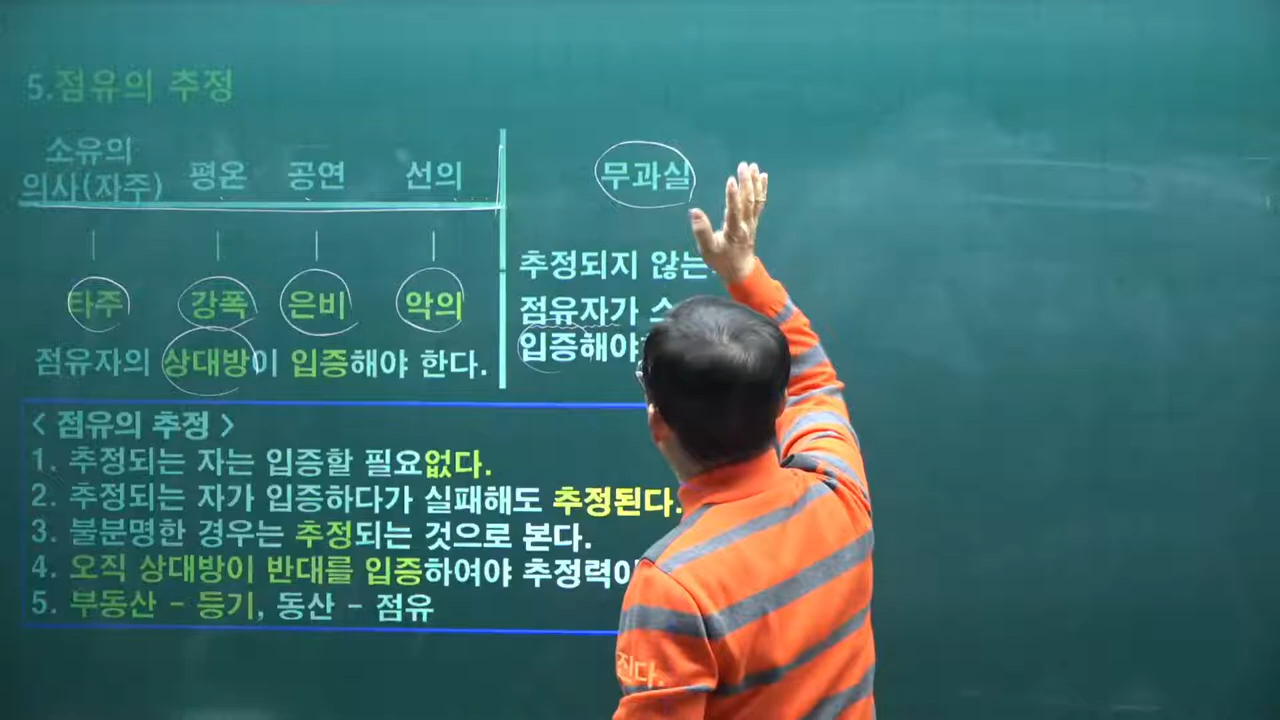 5.점유의 추정
소유의
의사(자주) 평온 공연 선의 무과실
타주 강폭 은비 악의
점유자의 상대방이 입증해야 한다.
추정되지 않는
점유자가
입증해야
< 점유의 추정 >
1. 추정되는 자는 입증할 필요없다.
2. 추정되는 자가 입증하다가 실패해도 추정된다.
3. 불분명한 경우는 추정되는 것으로 본다.
4. 오직 상대방이 반대를 입증하여야 추정력이
진다.
5. 부동산 - 등기, 동산 - 점유